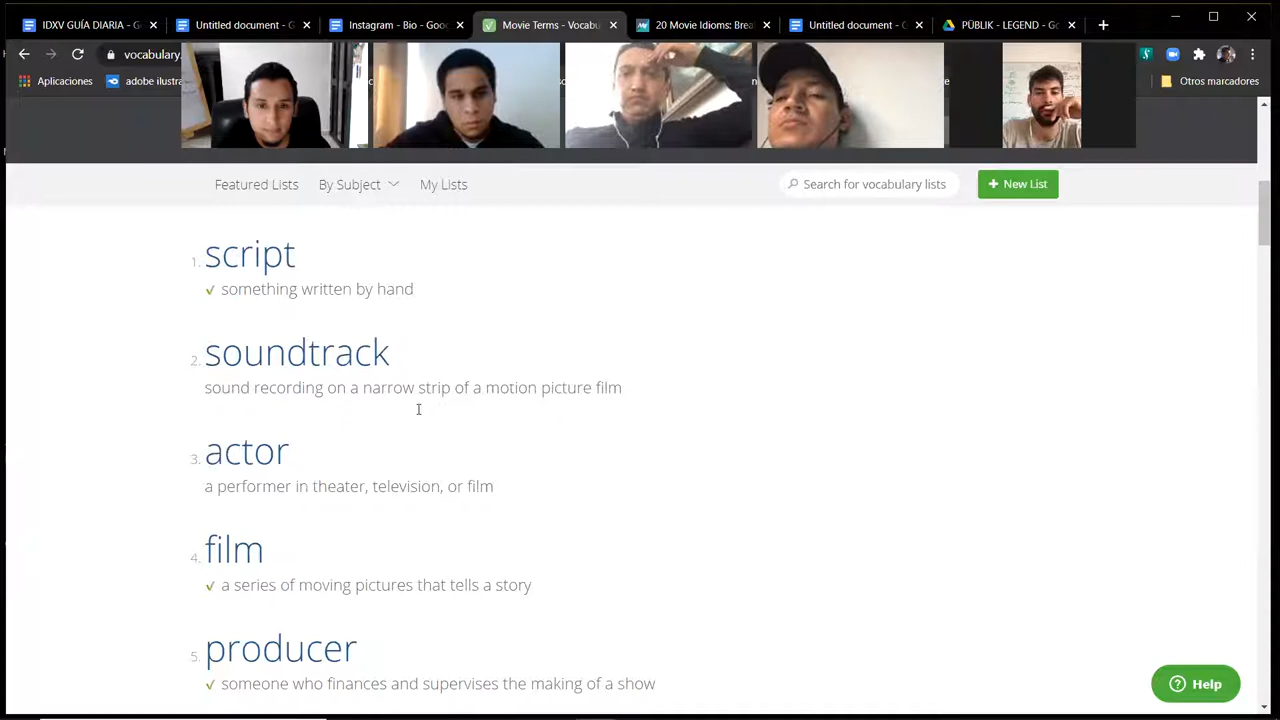 IDXV GUÍA DIARIA - G
Untitled document - G
Instagram - Bio - Goo
Movie Terms - Vocabu
20 Movie Idioms: Brea
Untitled document - G
PÜBLIK - LEGEND - Go
vocabulary.
Aplicaciones
adobe ilustra
Otros marcadores
Featured Lists
By Subject
My Lists
Search for vocabulary lists
+ New List
1. script
something written by hand
2. soundtrack
sound recording on a narrow strip of a motion picture film
3. actor
a performer in theater, television, or film
4. film
a series of moving pictures that tells a story
5. producer
someone who finances and supervises the making of a show
? Help